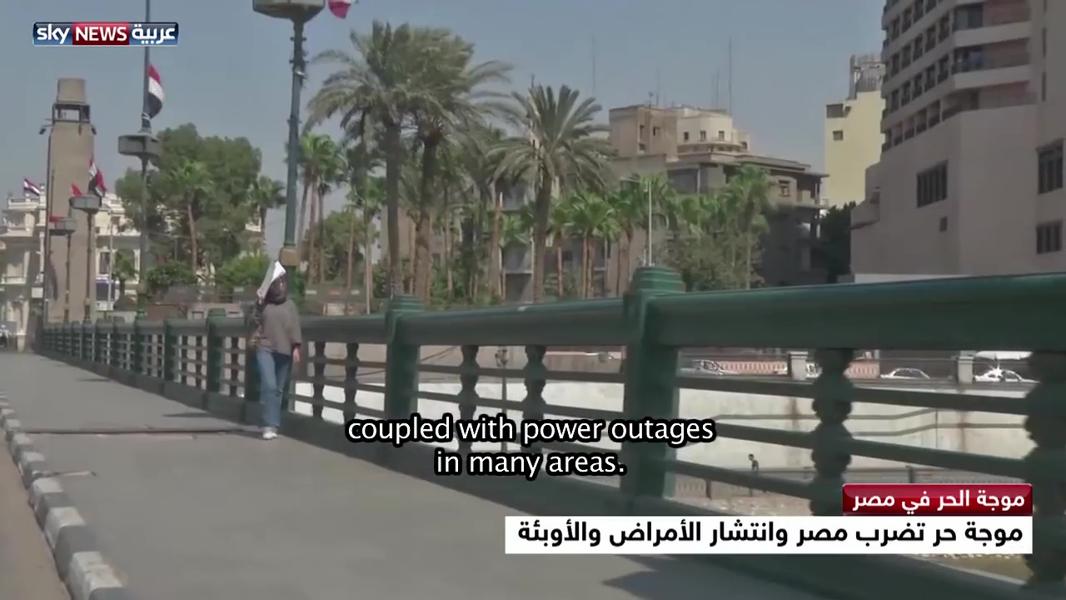 sky NEWS عربية
coupled with power outages
in many areas.
موجة الحر في مصر
موجة حر تضرب مصر وانتشار الأمراض والأوبئة